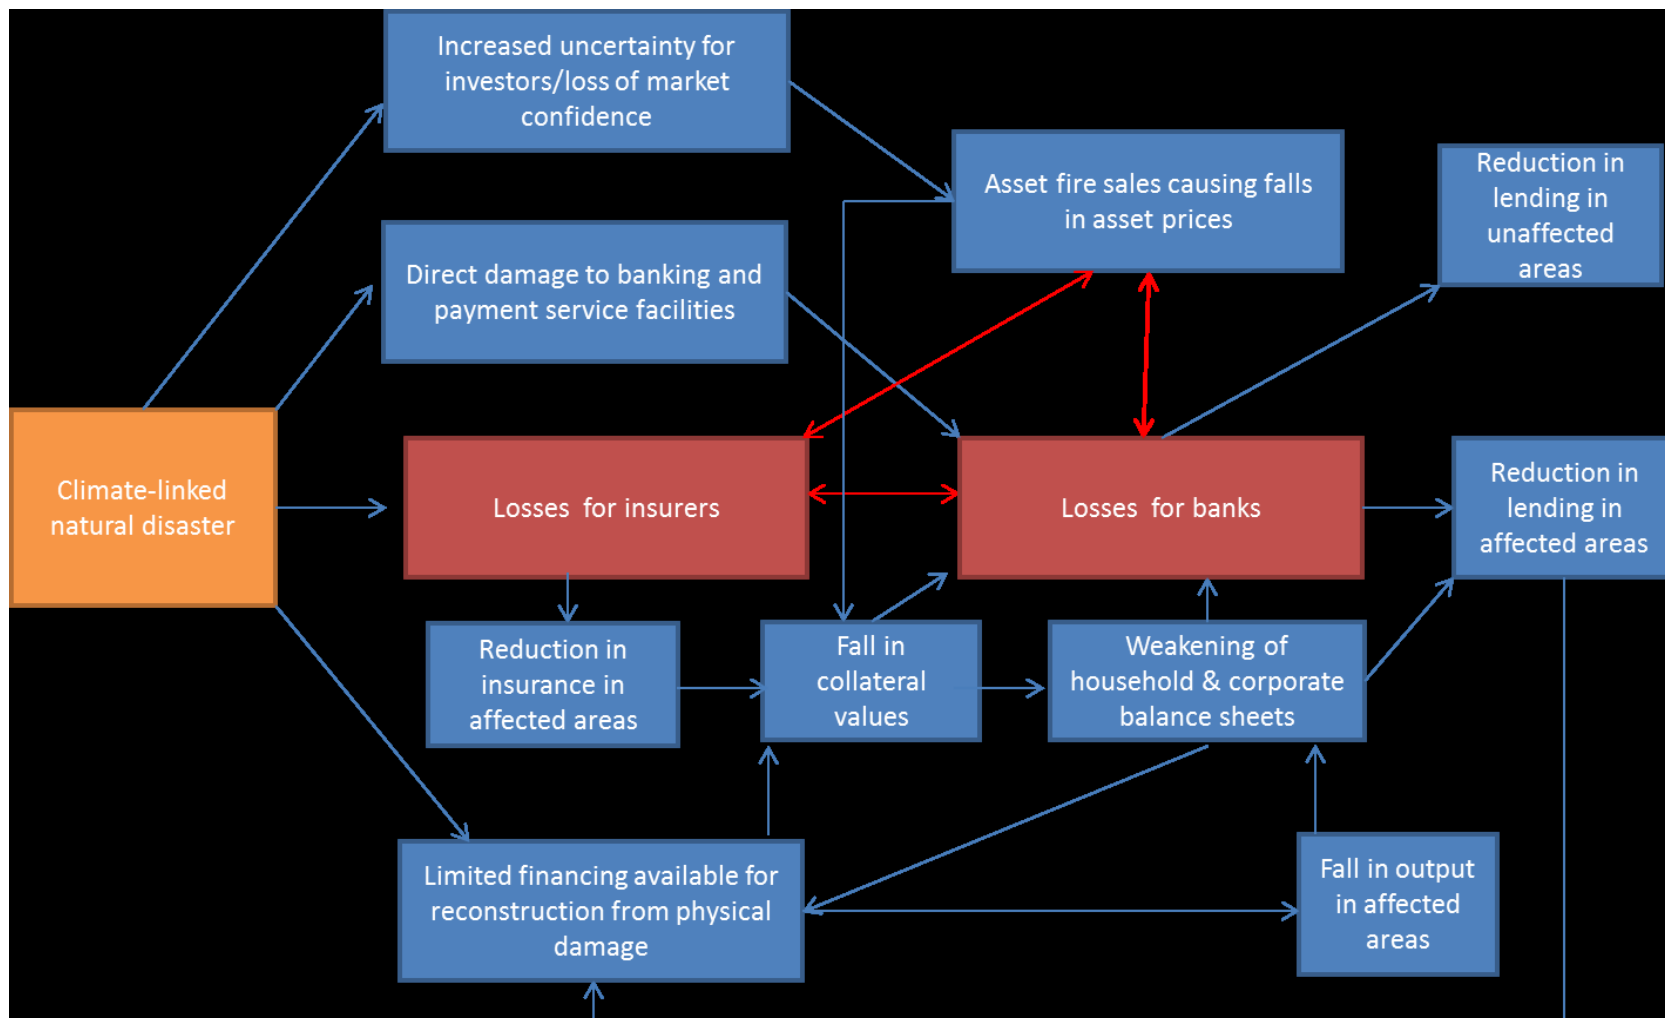 Increased uncertainty for
investors/loss of market
confidence
Asset fire sales causing falls
in asset prices
Reduction in
lending in
unaffected
areas
Direct damage to banking and
payment service facilities
Climate-linked
natural disaster
Losses for insurers
Losses for banks
Reduction in
lending in
affected areas
Reduction in
insurance in
affected areas
Fall in
collateral
values
Weakening of
household & corporate
balance sheets
Limited financing available for
reconstruction from physical
damage
Fall in output
in affected
areas